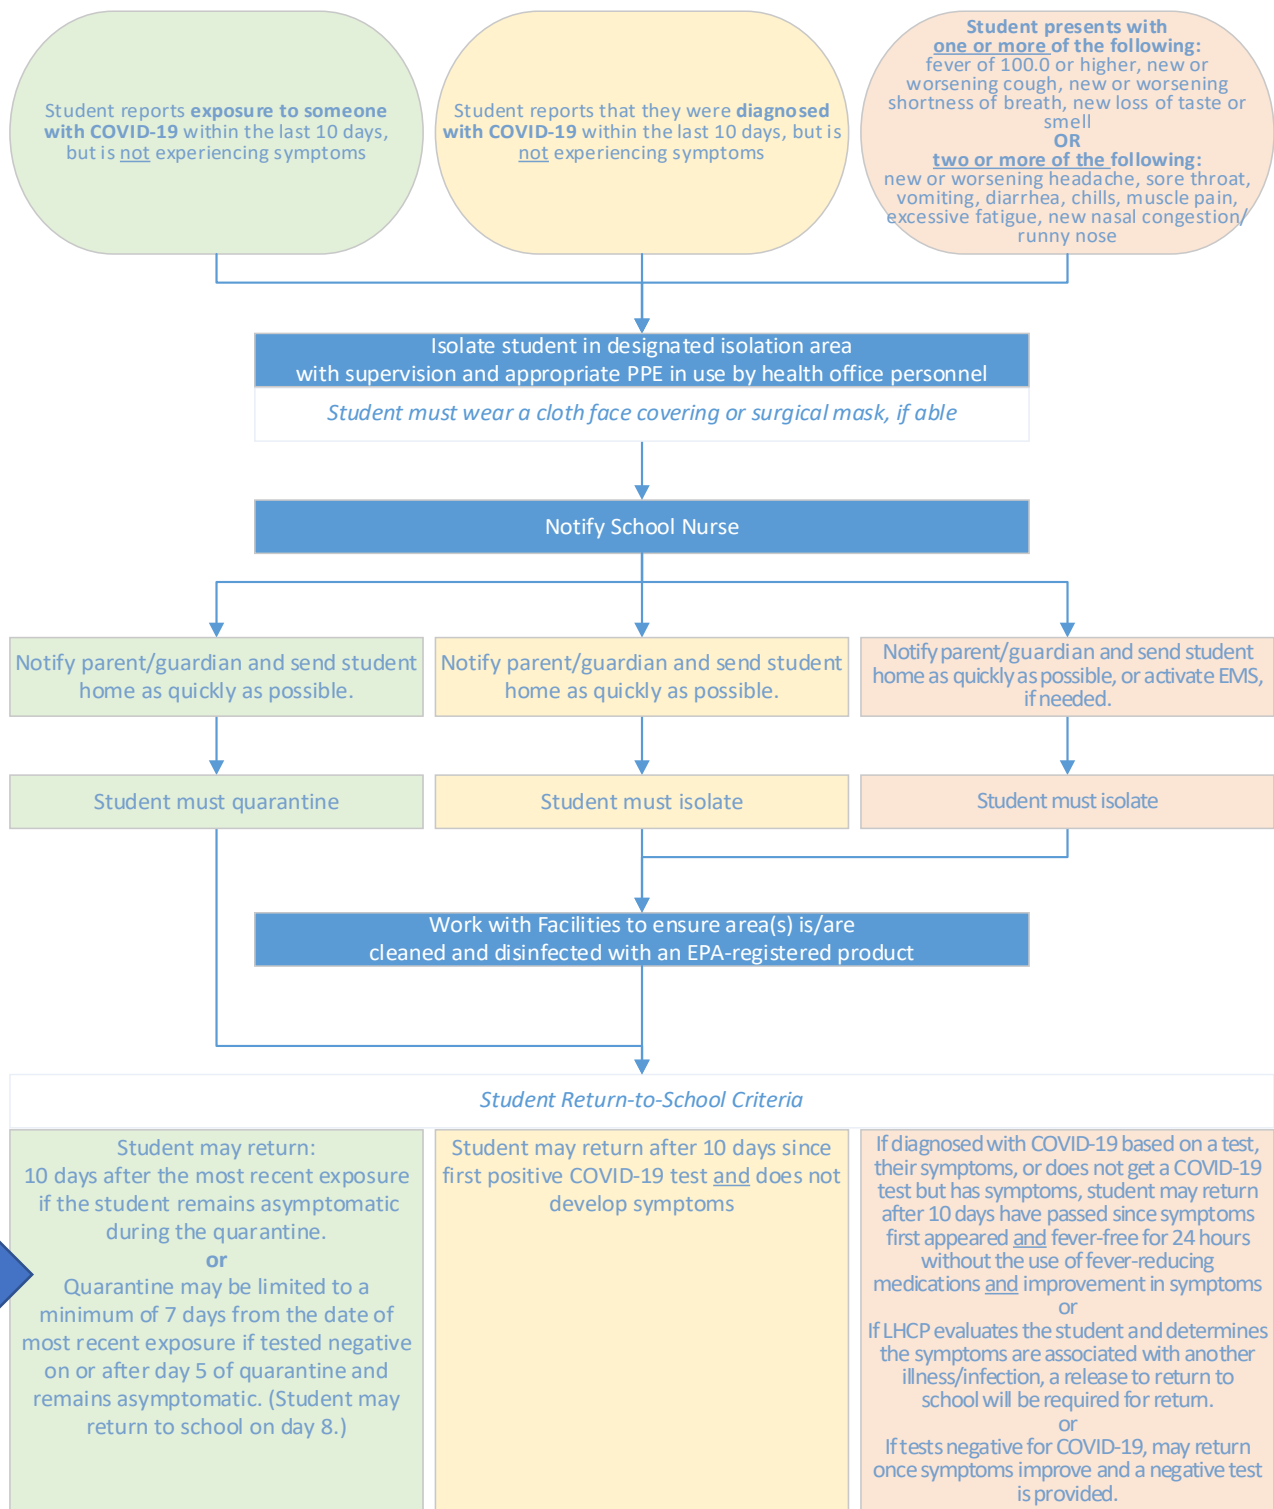 Student reports exposure to someone
with COVID-19 within the last 10 days,
but is not experiencing symptoms
Student reports that they were diagnosed
with COVID-19 within the last 10 days, but is
not experiencing symptoms
Student presents with
one or more of the following:
fever of 100.0 or higher, new or
worsening cough, new or worsening
shortness of breath, new loss of taste or
smell
OR
two or more of the following:
new or worsening headache, sore throat,
vomiting, diarrhea, chills, muscle pain,
excessive fatigue, new nasal congestion/
runny nose
Isolate student in designated isolation area
with supervision and appropriate PPE in use by health office personnel
Student must wear a cloth face covering or surgical mask, if able
Notify School Nurse
Notify parent/guardian and send student
home as quickly as possible.
Notify parent/guardian and send student
home as quickly as possible.
Notify parent/guardian and send student
home as quickly as possible, or activate EMS,
if needed.
Student must quarantine
Student must isolate
Student must isolate
Work with Facilities to ensure area(s) is/are
cleaned and disinfected with an EPA-registered product
Student Return-to-School Criteria
Student may return:
10 days after the most recent exposure
if the student remains asymptomatic
during the quarantine.
or
Quarantine may be limited to a
minimum of 7 days from the date of
most recent exposure if tested negative
on or after day 5 of quarantine and
remains asymptomatic. (Student may
return to school on day 8.)
Student may return after 10 days since
first positive COVID-19 test and does not
develop symptoms
If diagnosed with COVID-19 based on a test,
their symptoms, or does not get a COVID-19
test but has symptoms, student may return
after 10 days have passed since symptoms
first appeared and fever-free for 24 hours
without the use of fever-reducing
medications and improvement in symptoms
or
If LHCP evaluates the student and determines
the symptoms are associated with another
illness/infection, a release to return to
school will be required for return.
or
If tests negative for COVID-19, may return
once symptoms improve and a negative test
is provided.